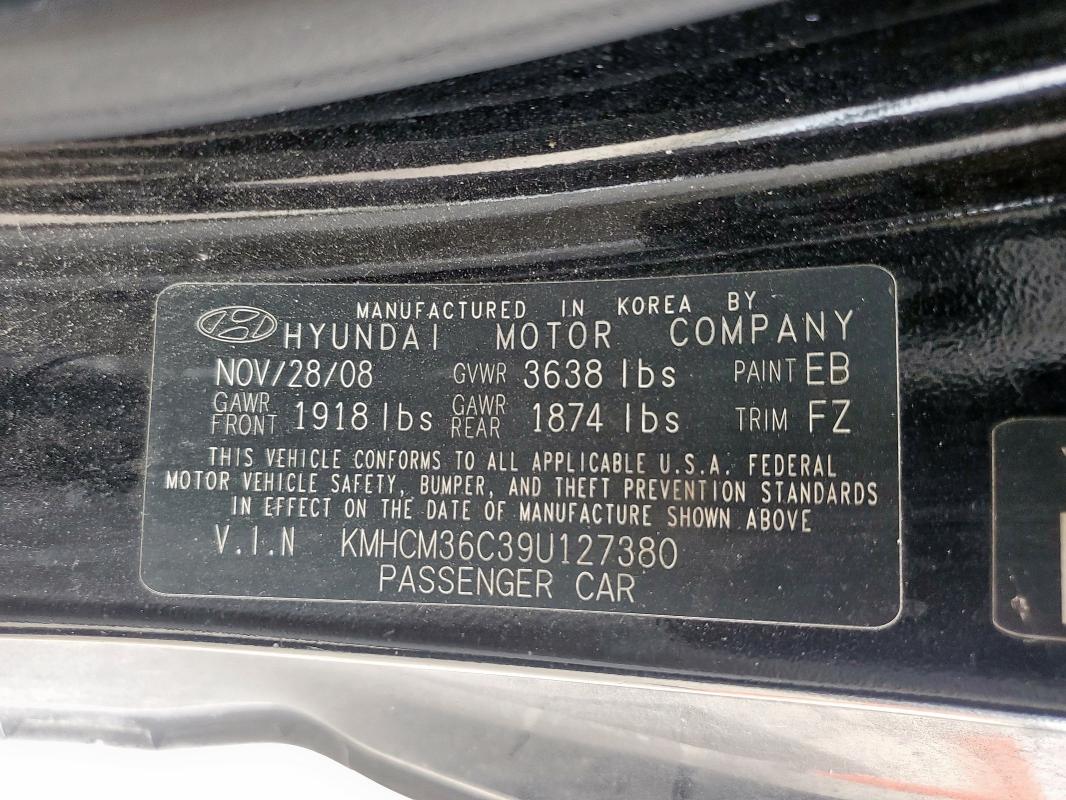 MANUFACTURED IN KOREA BY
HYUNDAI MOTOR COMPANY
NOV/28/08 GVWR 3638 lbs PAINT EB
GAWR FRONT 1918 lbs GAWR REAR 1874 lbs TRIM FZ
THIS VEHICLE CONFORMS TO ALL APPLICABLE U.S.A. FEDERAL
MOTOR VEHICLE SAFETY, BUMPER, AND THEFT PREVENTION STANDARDS
IN EFFECT ON THE DATE OF MANUFACTURE SHOWN ABOVE
V.I.N KMHCM36C39U127380
PASSENGER CAR